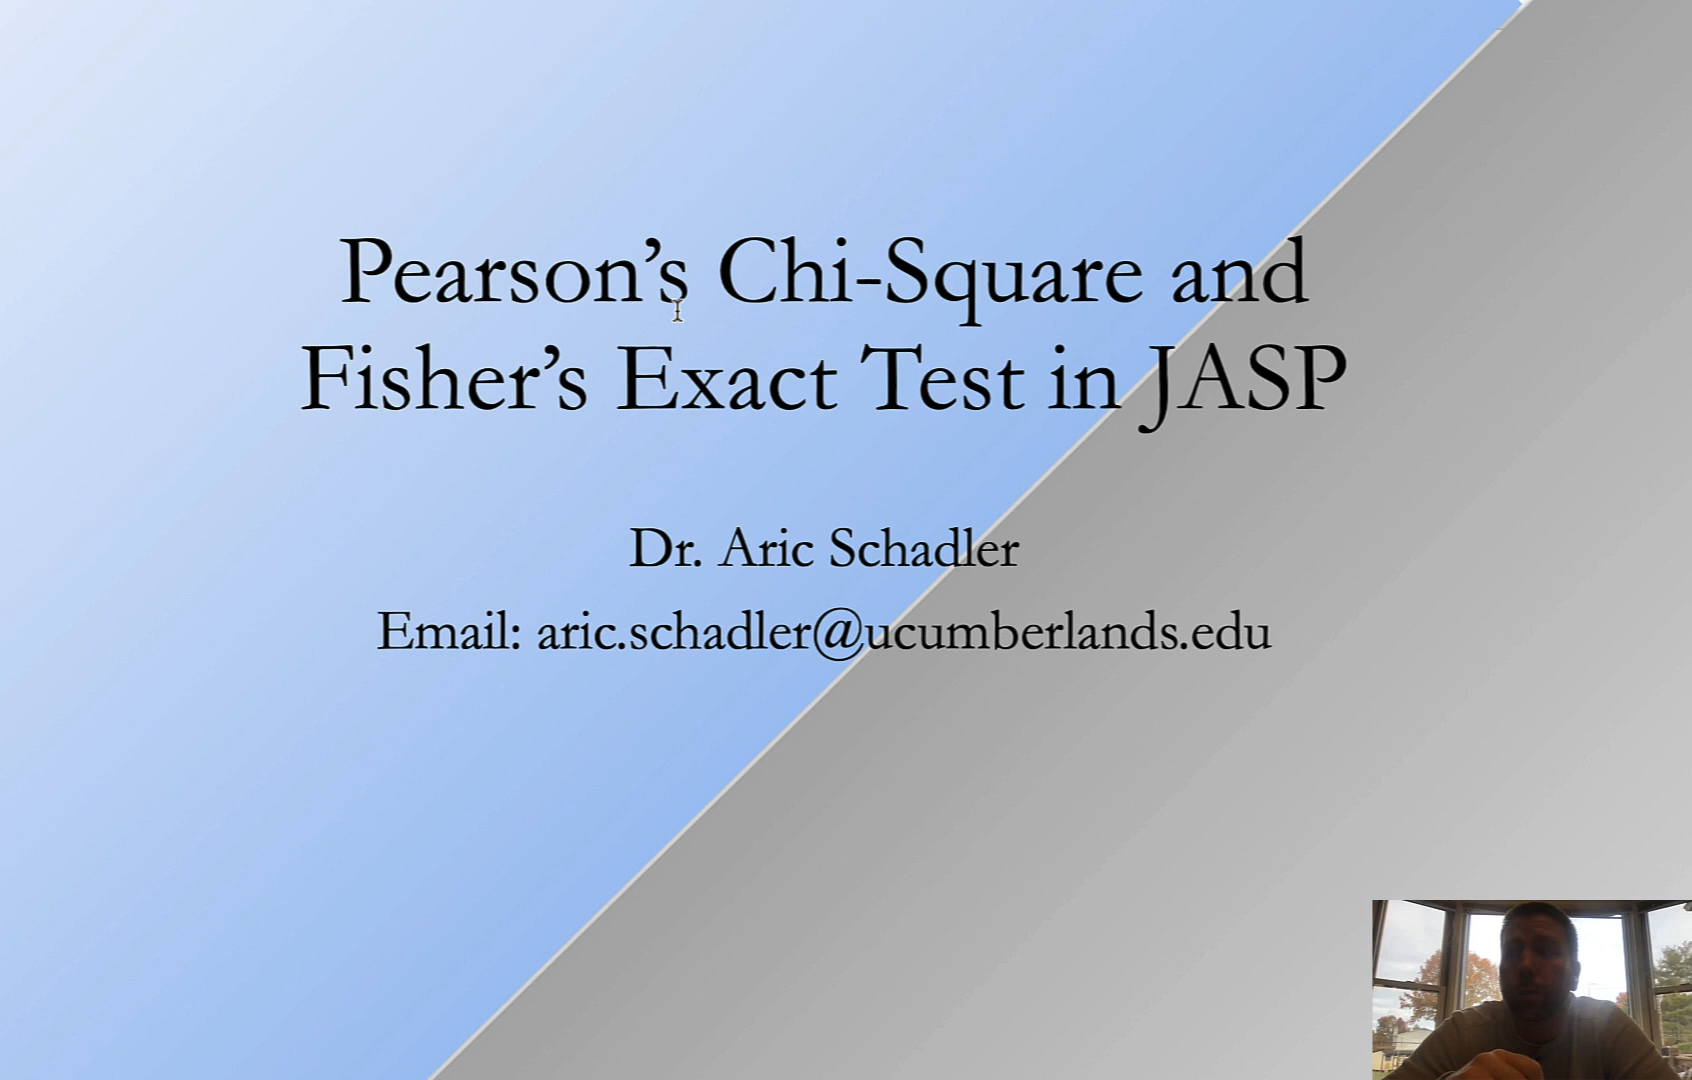 Pearson’s Chi-Square and
Fisher’s Exact Test in JASP
Dr. Aric Schadler
Email: aric.schadler@ucumberlands.edu